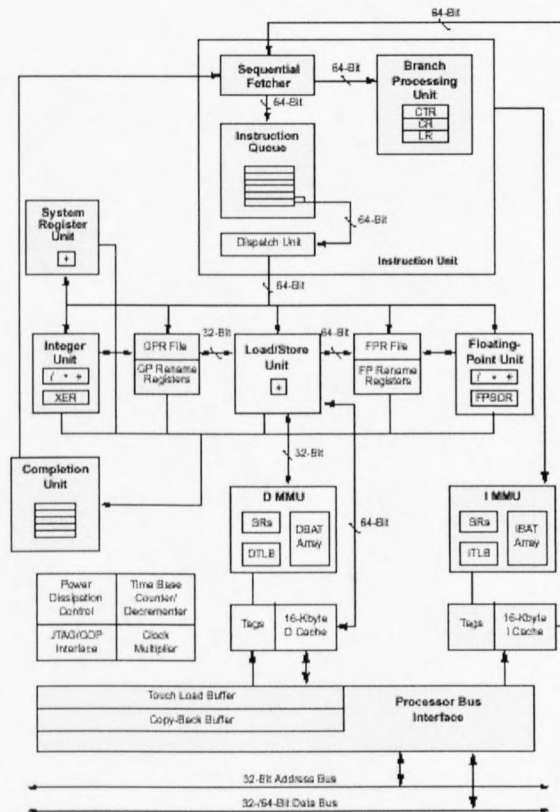 64-Bit
Sequential
Fetcher
64-Bit
Branch
Processing
Unit
CTR
CR
LR
64-Bit
Instruction
Queue
64-Bit
Dispatch Unit
Instruction Unit
64-Bit
System
Register
Unit
+
Integer
Unit
/ * +
XER
GPR File
GP Rename
Registers
32-Bit
Load/Store
Unit
+
64-Bit
FPR File
FP Rename
Registers
Floating-
Point Unit
/ * +
FPSCR
32-Bit
Completion
Unit
64-Bit
D MMU
SRs
DTLB
DBAT
Array
I MMU
SRs
ITLB
IBAT
Array
Power
Dissipation
Control
Time Base
Counter/
Decrementer
JTAG/COP
Interface
Clock
Multiplier
Tags
16-Kbyte
D Cache
Tags
16-Kbyte
I Cache
Touch Load Buffer
Copy-Back Buffer
Processor Bus
Interface
32-Bit Address Bus
32-/64-Bit Data Bus